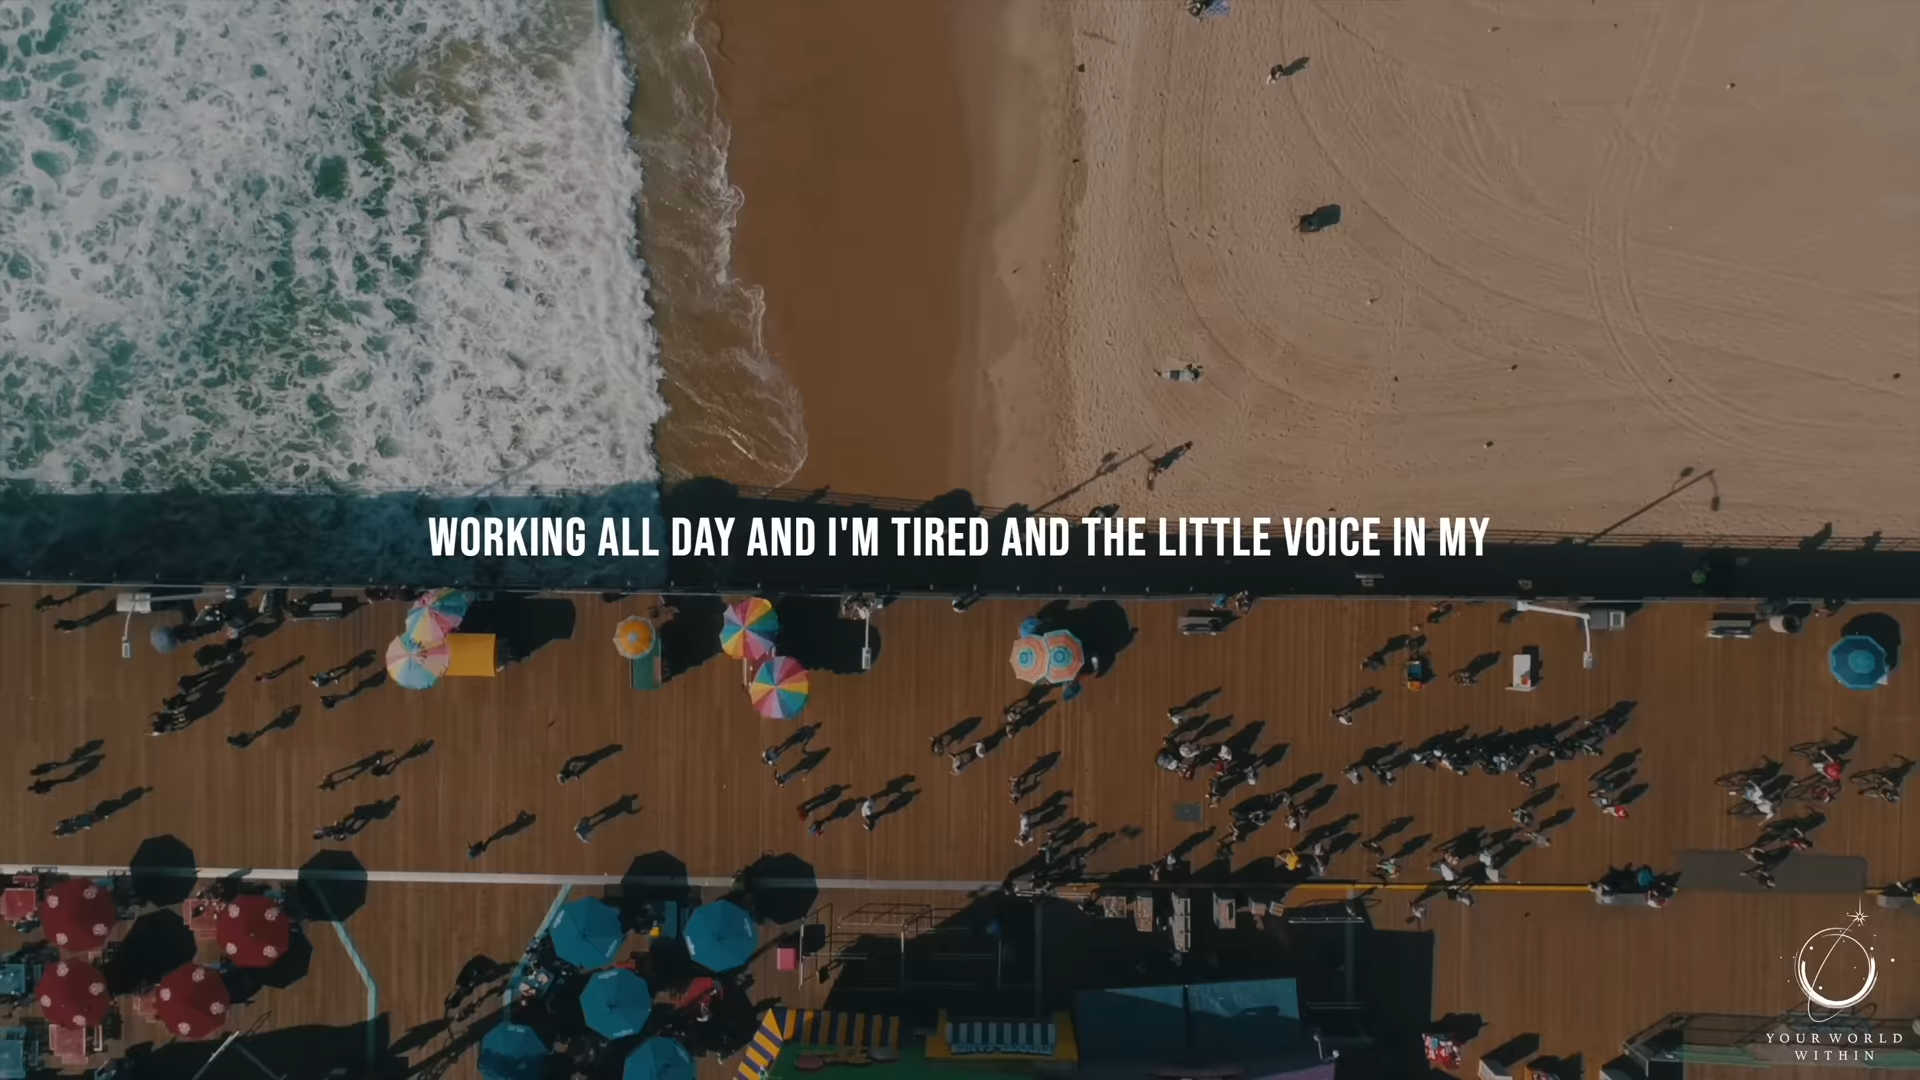 WORKING ALL DAY AND I'M TIRED AND THE LITTLE VOICE IN MY
YOUR WORLD
WITHIN